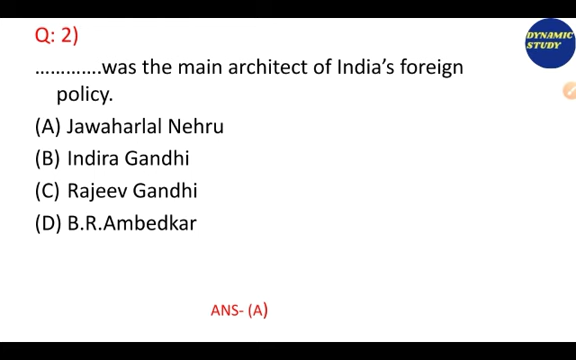 Q: 2)
DYNAMIC
STUDY
.............was the main architect of India’s foreign
policy.
(A) Jawaharlal Nehru
(B) Indira Gandhi
(C) Rajeev Gandhi
(D) B.R.Ambedkar
ANS- (A)